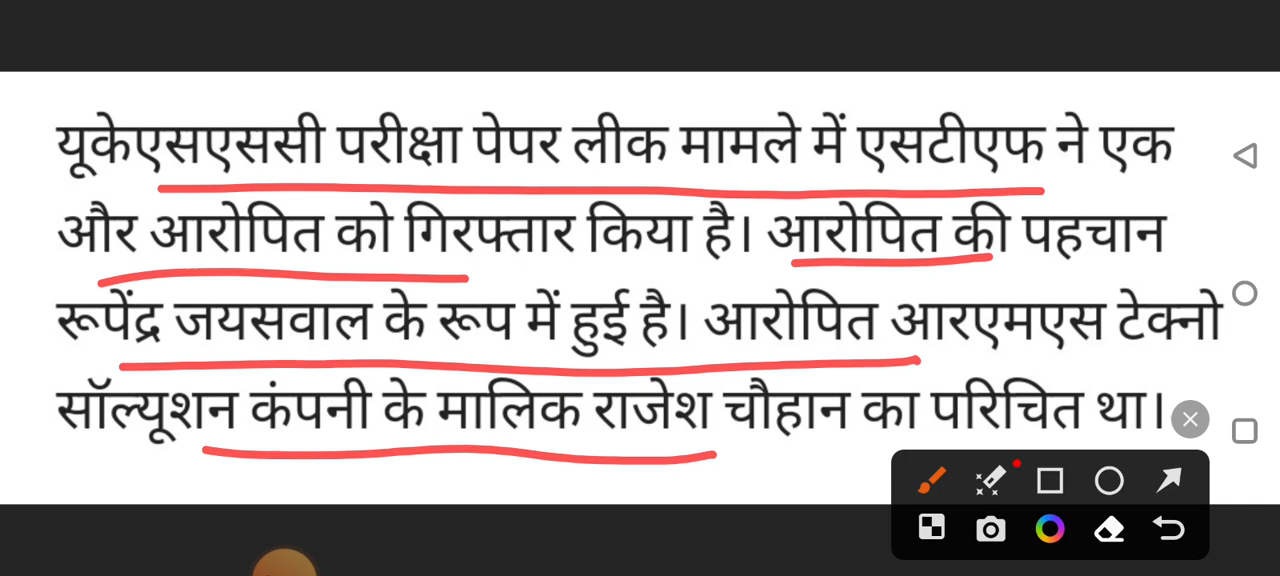 यूकेएसएससी परीक्षा पेपर लीक मामले में एसटीएफ ने एक
और आरोपित को गिरफ्तार किया है। आरोपित की पहचान
रूपेंद्र जयसवाल के रूप में हुई है। आरोपित आरएमएस टेक्नो
सॉल्यूशन कंपनी के मालिक राजेश चौहान का परिचित था।